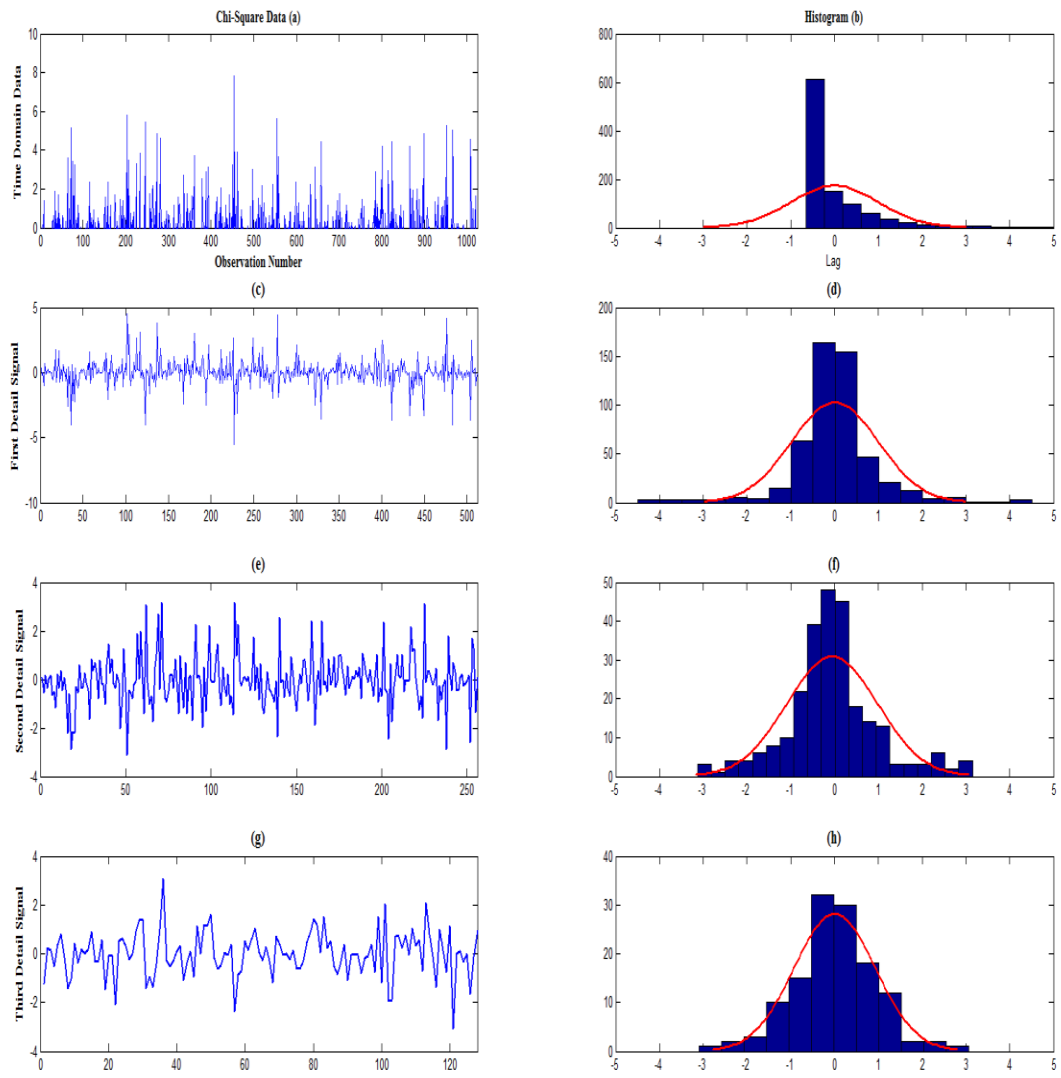 Chi-Square Data (a)
Histogram (b)
Time Domain Data
10
8
6
4
2
0
0 100 200 300 400 500 600 700 800 900 1000
Observation Number
800
600
400
200
0
-5 -4 -3 -2 -1 0 1 2 3 4 5
Lag
(c)
(d)
First Detail Signal
5
0
-5
-10
0 50 100 150 200 250 300 350 400 450 500
200
150
100
50
0
-5 -4 -3 -2 -1 0 1 2 3 4 5
(e)
(f)
Second Detail Signal
4
2
0
-2
-4
0 50 100 150 200 250
50
40
30
20
10
0
-5 -4 -3 -2 -1 0 1 2 3 4 5
(g)
(h)
Third Detail Signal
4
2
0
-2
-4
0 20 40 60 80 100 120
40
30
20
10
0
-5 -4 -3 -2 -1 0 1 2 3 4 5